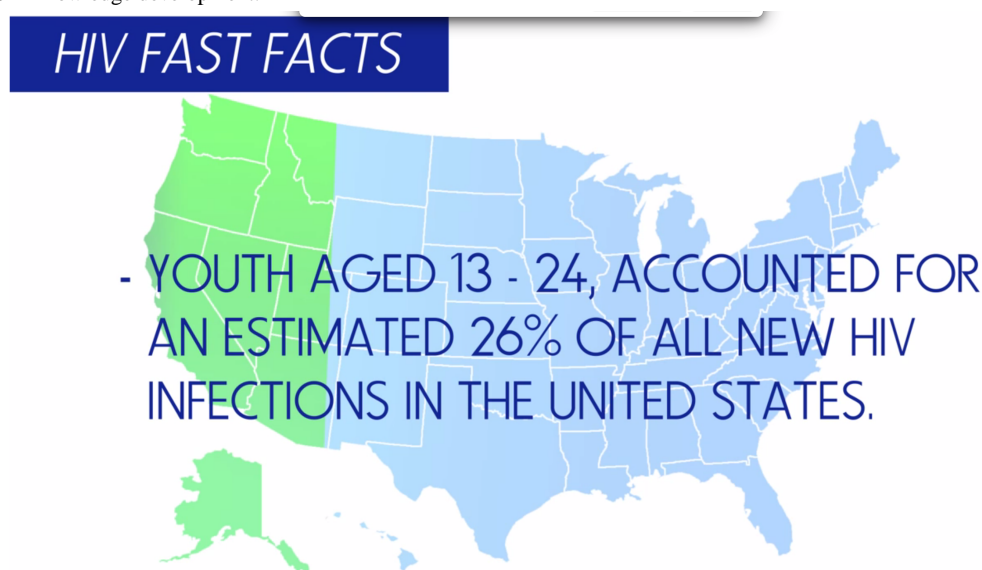 HIV FAST FACTS
- YOUTH AGED 13 - 24, ACCOUNTED FOR
AN ESTIMATED 26% OF ALL NEW HIV
INFECTIONS IN THE UNITED STATES.